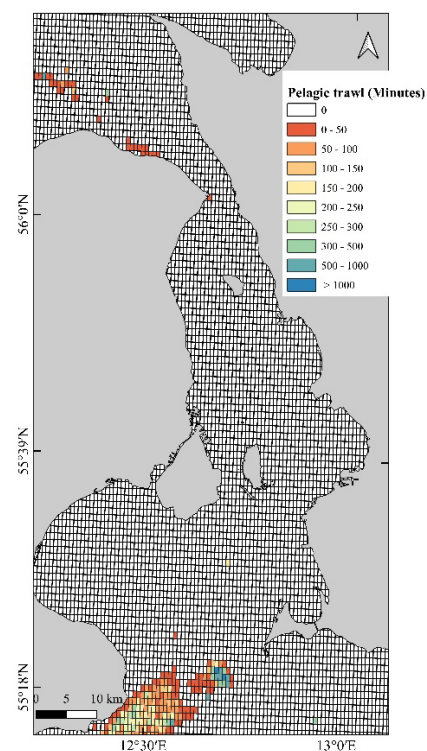 Pelagic trawl (Minutes)
0
0 - 50
50 - 100
100 - 150
150 - 200
200 - 250
250 - 300
300 - 500
500 - 1000
> 1000
56°0′N
55°39′N
55°18′N
0 5 10 km
12°30′E
13°0′E